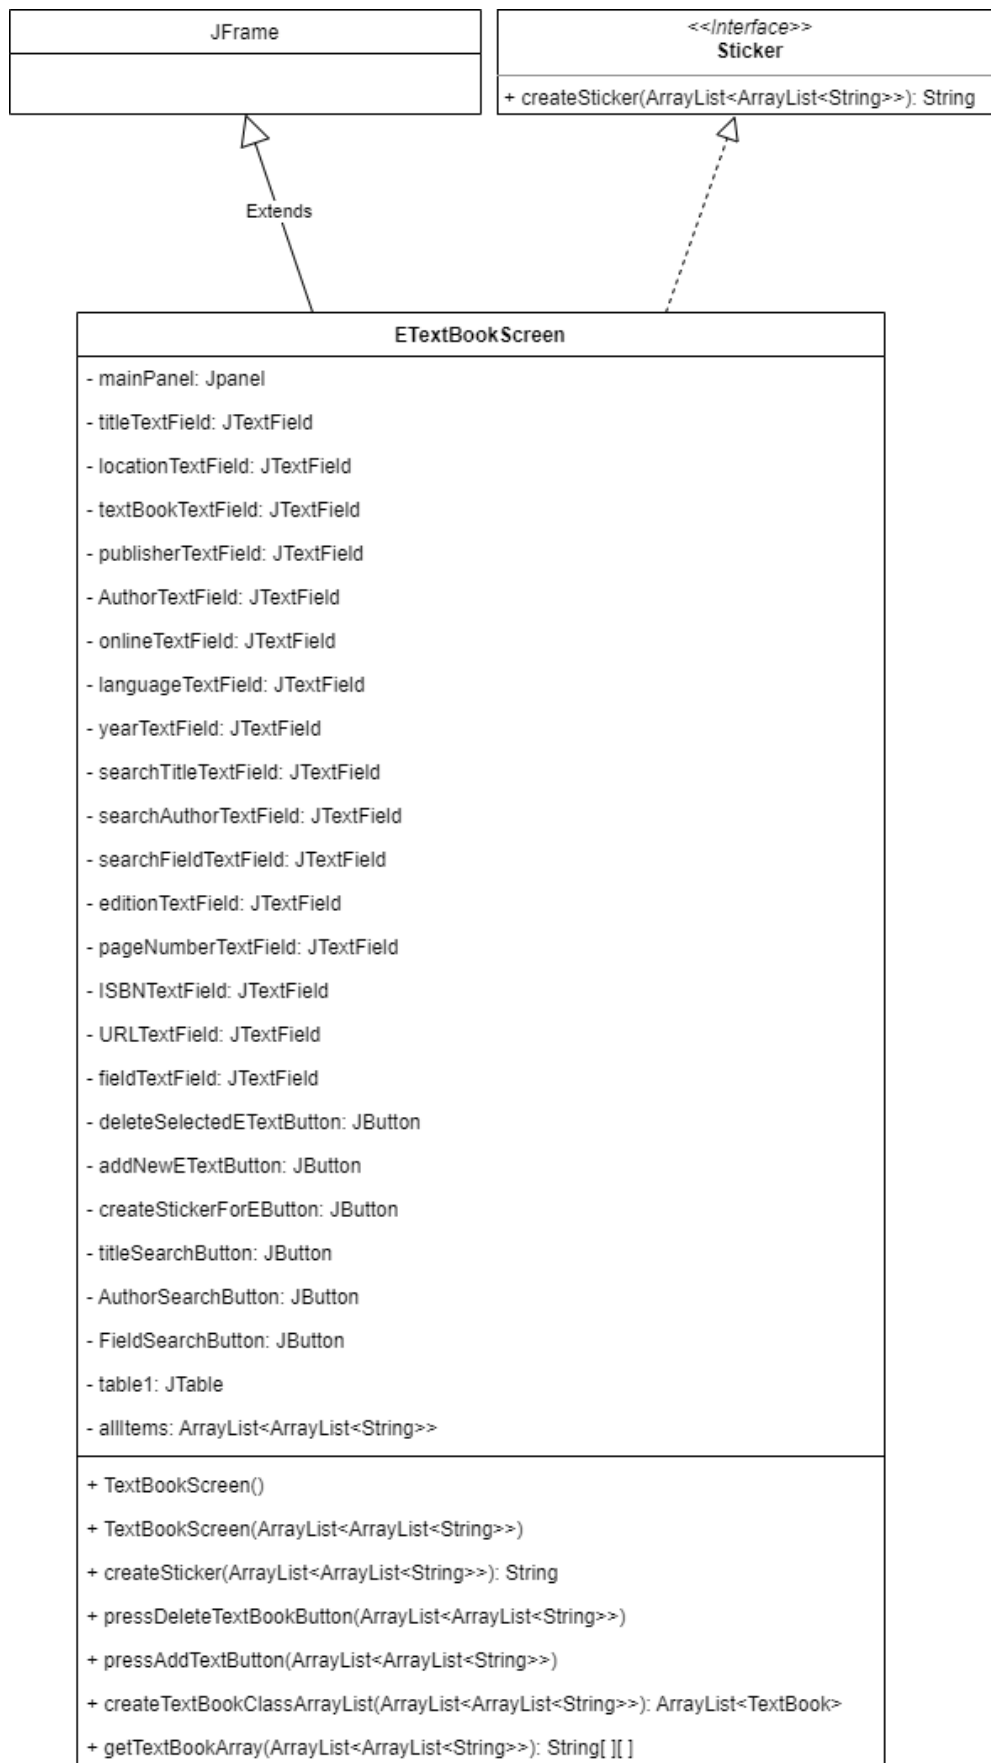 JFrame
<<Interface>>
Sticker
+ createSticker(ArrayList<ArrayList<String>>): String
Extends
ETextBookScreen
- mainPanel: Jpanel
- titleTextField: JTextField
- locationTextField: JTextField
- textBookTextField: JTextField
- publisherTextField: JTextField
- AuthorTextField: JTextField
- onlineTextField: JTextField
- languageTextField: JTextField
- yearTextField: JTextField
- searchTitleTextField: JTextField
- searchAuthorTextField: JTextField
- searchFieldTextField: JTextField
- editionTextField: JTextField
- pageNumberTextField: JTextField
- ISBNTextField: JTextField
- URLTextField: JTextField
- fieldTextField: JTextField
- deleteSelectedETextButton: JButton
- addNewETextButton: JButton
- createStickerForEButton: JButton
- titleSearchButton: JButton
- AuthorSearchButton: JButton
- FieldSearchButton: JButton
- table1: JTable
- allItems: ArrayList<ArrayList<String>>
+ TextBookScreen()
+ TextBookScreen(ArrayList<ArrayList<String>>)
+ createSticker(ArrayList<ArrayList<String>>): String
+ pressDeleteTextBookButton(ArrayList<ArrayList<String>>)
+ pressAddTextButton(ArrayList<ArrayList<String>>)
+ createTextBookClassArrayList(ArrayList<ArrayList<String>>): ArrayList<TextBook>
+ getTextBookArray(ArrayList<ArrayList<String>>): String[ ][ ]